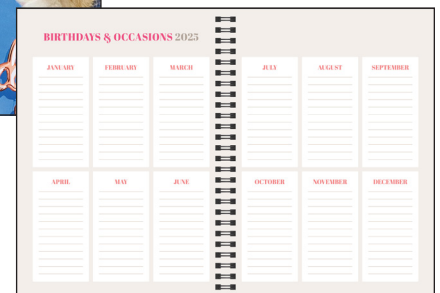 BIRTHDAYS & OCCASIONS 2025
JANUARY FEBRUARY MARCH
APRIL MAY JUNE
JULY AUGUST SEPTEMBER
OCTOBER NOVEMBER DECEMBER